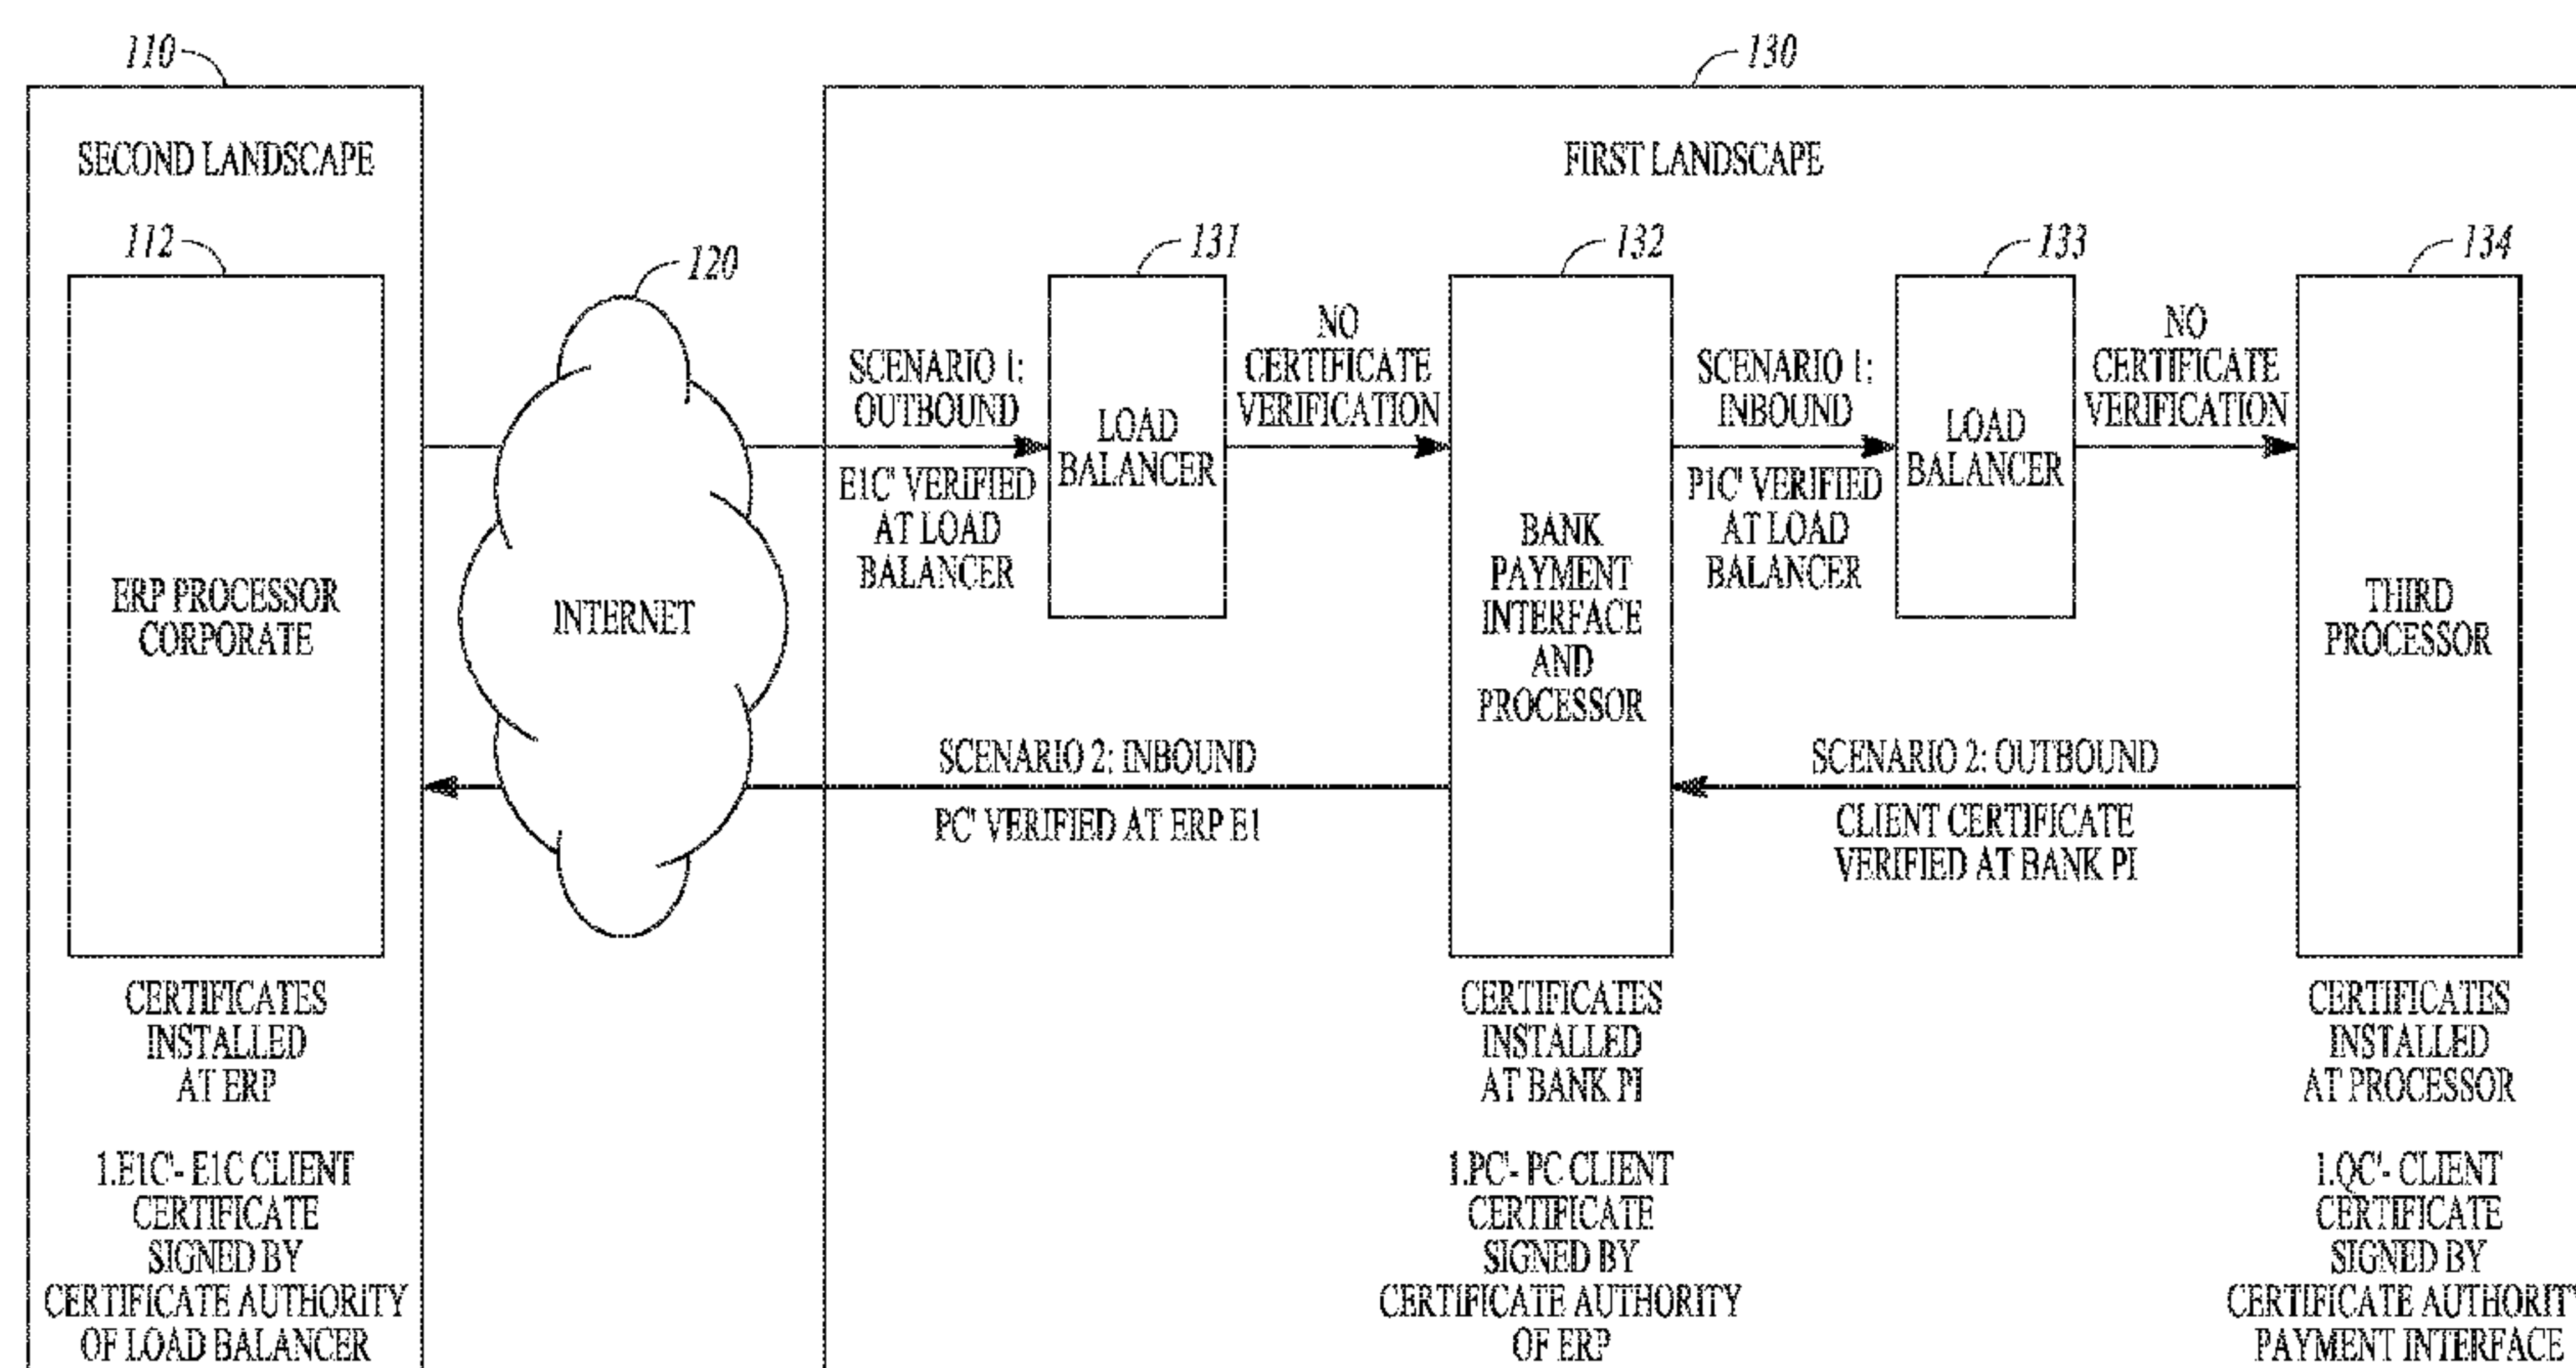 110
130
SECOND LANDSCAPE
FIRST LANDSCAPE
112
120
131
132
133
134
ERP PROCESSOR
CORPORATE
INTERNET
SCENARIO 1:
OUTBOUND
E1C' VERIFIED
AT LOAD
BALANCER
LOAD
BALANCER
NO
CERTIFICATE
VERIFICATION
BANK
PAYMENT
INTERFACE
AND
PROCESSOR
SCENARIO 1:
INBOUND
P1C' VERIFIED
AT LOAD
BALANCER
LOAD
BALANCER
NO
CERTIFICATE
VERIFICATION
THIRD
PROCESSOR
SCENARIO 2: INBOUND
PC' VERIFIED AT ERP E1
SCENARIO 2: OUTBOUND
CLIENT CERTIFICATE
VERIFIED AT BANK PI
CERTIFICATES
INSTALLED
AT ERP
1.E1C'- E1C CLIENT
CERTIFICATE
SIGNED BY
CERTIFICATE AUTHORITY
OF LOAD BALANCER
CERTIFICATES
INSTALLED
AT BANK PI
1.PC'- PC CLIENT
CERTIFICATE
SIGNED BY
CERTIFICATE AUTHORITY
OF ERP
CERTIFICATES
INSTALLED
AT PROCESSOR
1.QC'- CLIENT
CERTIFICATE
SIGNED BY
CERTIFICATE AUTHORITY
PAYMENT INTERFACE